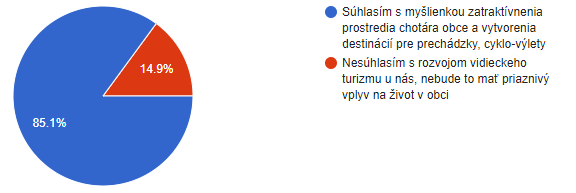 Súhlasím s myšlienkou zatraktívnenia
prostredia chotára obce a vytvorenia
destinácií pre prechádzky, cyklo-výlety
Nesúhlasím s rozvojom vidieckeho
turizmu u nás, nebude to mať priaznivý
vplyv na život v obci
14.9%
85.1%